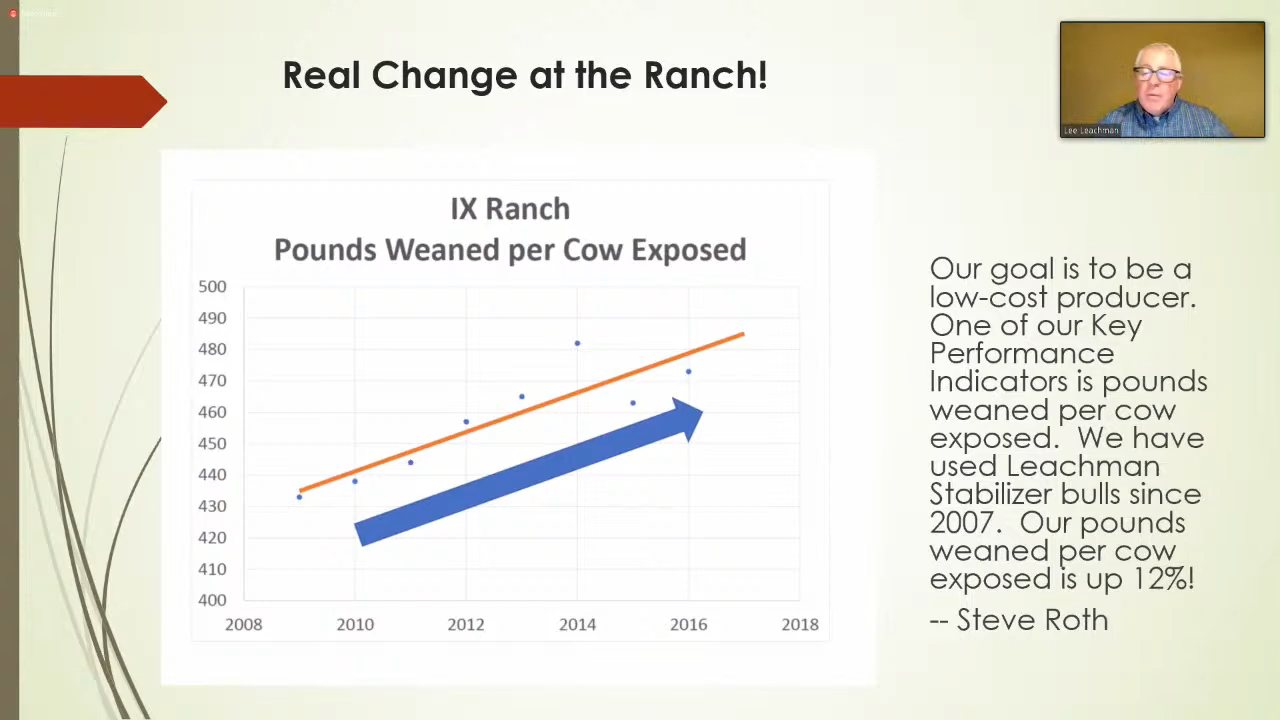 Real Change at the Ranch!
Lee Leachman
IX Ranch
Pounds Weaned per Cow Exposed
500
490
480
470
460
450
440
430
420
410
400
2008 2010 2012 2014 2016 2018
Our goal is to be a
low-cost producer.
One of our Key
Performance
Indicators is pounds
weaned per cow
exposed. We have
used Leachman
Stabilizer bulls since
2007. Our pounds
weaned per cow
exposed is up 12%!
-- Steve Roth